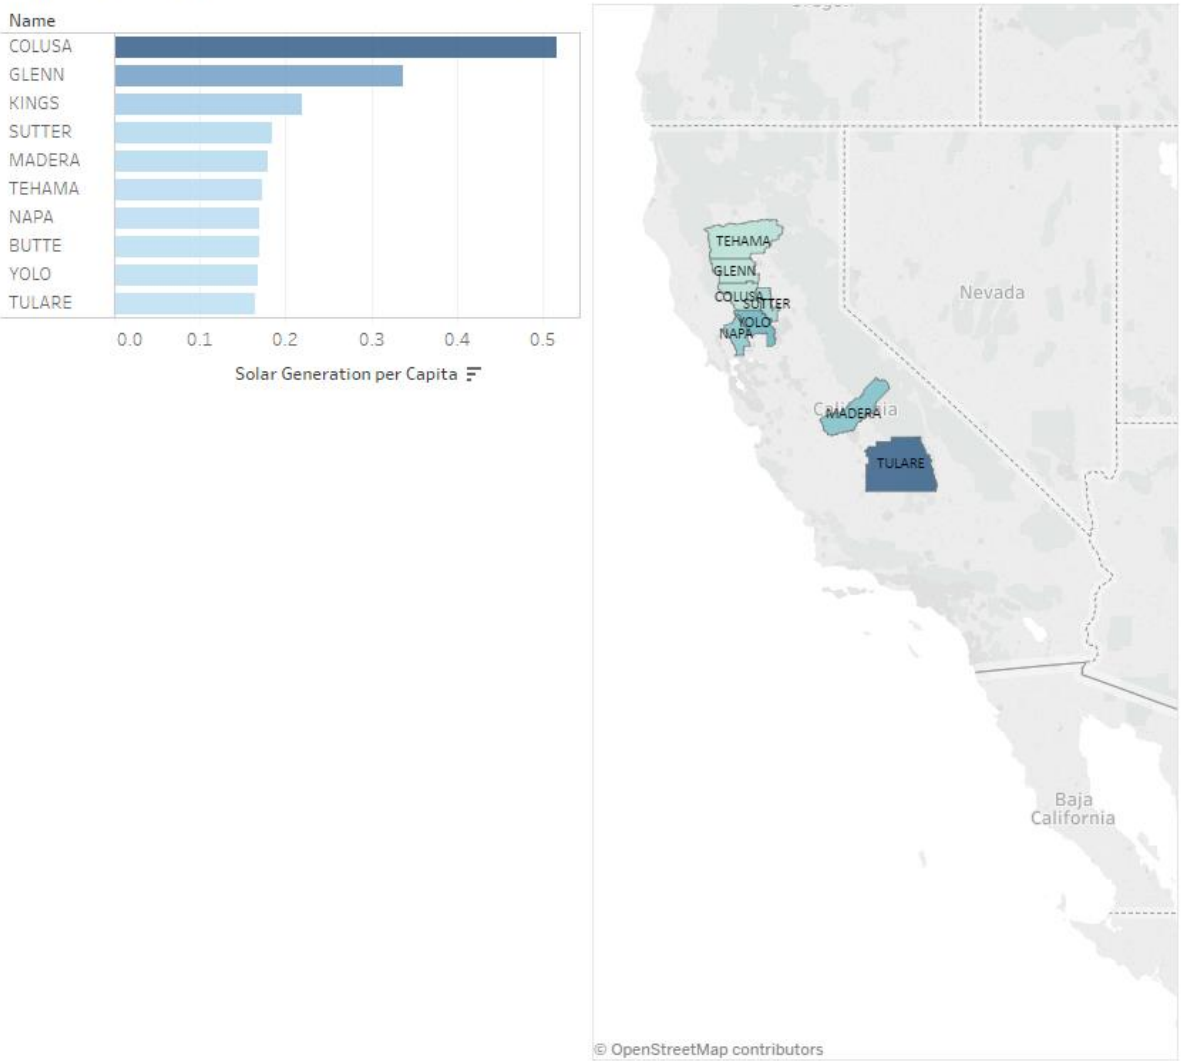 Name
COLUSA
GLENN
KINGS
SUTTER
MADERA
TEHAMA
NAPA
BUTTE
YOLO
TULARE
0.0 0.1 0.2 0.3 0.4 0.5
Solar Generation per Capita
TEHAMA
GLENN
COLUSA
SUTTER
YOLO
NAPA
Nevada
California
MADERA
TULARE
Baja
California
© OpenStreetMap contributors